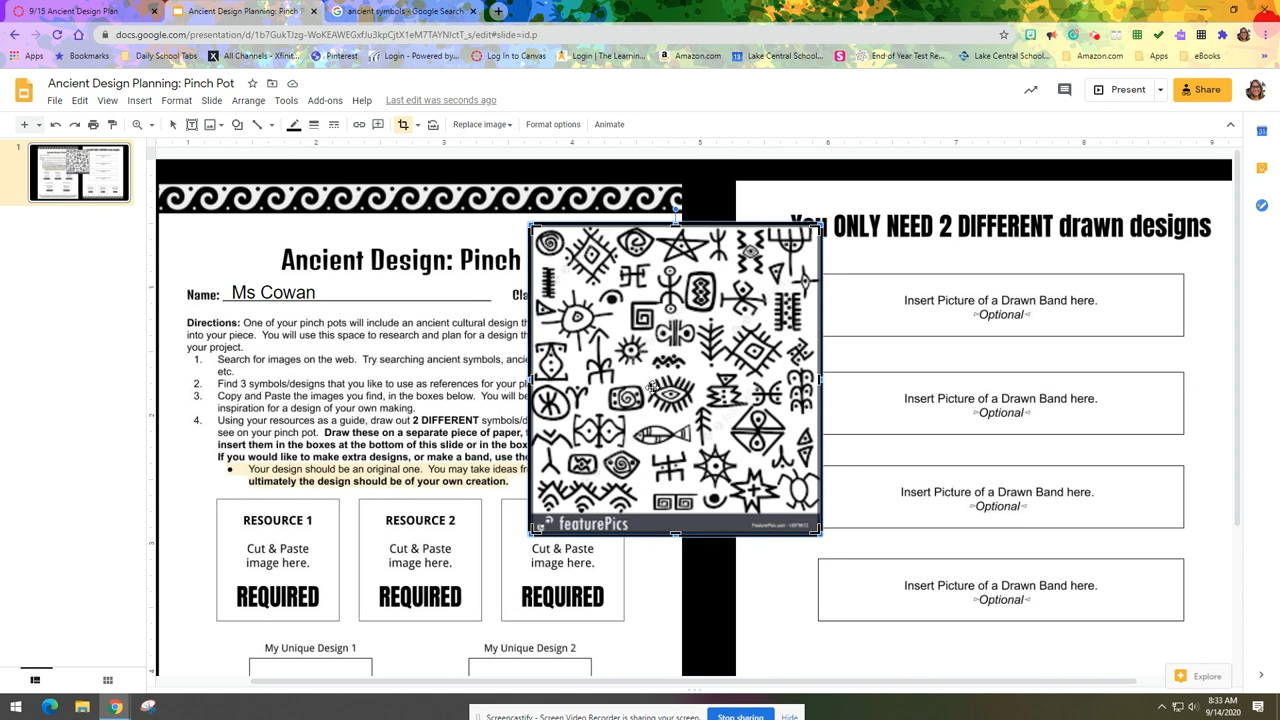 9/15 Ancient Design Plan
Ancient Symbols - Google Search
docs.google.com/presentation/d/1b7GukTJzg-WoKEAWEGxfJu3kpCjtX1eM7TAYNIctT_s/edit#slide=id.p
Apps Bookmarks Daily School Tabs All Channels - Xfinit... Pinterest Login - Powered by... Log In to Canvas Login | The Learnin... Amazon.com Lake Central School... End of Year Test Re... Lake Central School... Amazon.com Apps eBooks
Ancient Design Planning: Pinch Pot
Present
Share
File Edit View Insert Format Slide Arrange Tools Add-ons Help Last edit was seconds ago
Replace image Format options Animate
1 2 3 4 5 6 7 8 9
1
You ONLY NEED 2 DIFFERENT drawn designs
Ancient Design: Pinch
Name: Ms Cowan
Cla
Directions: One of your pinch pots will include an ancient cultural design
into your piece. You will use this space to research and plan for a design
your project.
1. Search for images on the web. Try searching ancient symbols,
etc.
2. Find 3 symbols/designs that you like to use as references for your
3. Copy and Paste the images you find, in the boxes below. You will be
inspiration for a design of your own making.
4. Using your resources as a guide, draw out 2 DIFFERENT
see on your pinch pot. Draw these on a separate piece of paper,
insert them in the boxes at the bottom of this slide or in the
If you would like to make extra designs, or make a band, use
● Your design should be an original one. You may take ideas
ultimately the design should be of your own creation.
featurePics
RESOURCE 1
Cut & Paste
image here.
REQUIRED
RESOURCE 2
Cut & Paste
image here.
REQUIRED
Cut & Paste
image here.
REQUIRED
My Unique Design 1
My Unique Design 2
Insert Picture of a Drawn Band here.
▹Optional◃
Insert Picture of a Drawn Band here.
▹Optional◃
Insert Picture of a Drawn Band here.
▹Optional◃
Insert Picture of a Drawn Band here.
▹Optional◃
Explore
Screencastify - Screen Video Recorder is sharing your screen.
Stop sharing
Hide
8:33 AM
9/14/2020